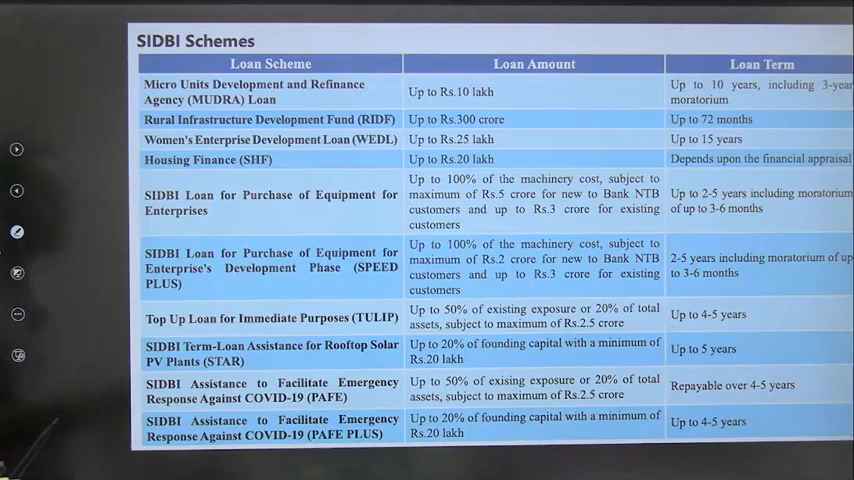 SIDBI Schemes
Loan Scheme
Loan Amount
Loan Term
Micro Units Development and Refinance
Agency (MUDRA) Loan
Up to Rs.10 lakh
Up to 10 years, including 3-year
moratorium
Rural Infrastructure Development Fund (RIDF)
Up to Rs.300 crore
Up to 72 months
Women's Enterprise Development Loan (WEDL)
Up to Rs.25 lakh
Up to 15 years
Housing Finance (SHF)
Up to Rs.20 lakh
Depends upon the financial appraisal
SIDBI Loan for Purchase of Equipment for
Enterprises
Up to 100% of the machinery cost, subject to
maximum of Rs.5 crore for new to Bank NTB
customers and up to Rs.3 crore for existing
customers
Up to 2-5 years including moratorium
of up to 3-6 months
SIDBI Loan for Purchase of Equipment for
Enterprise's Development Phase (SPEED
PLUS)
Up to 100% of the machinery cost, subject to
maximum of Rs.2 crore for new to Bank NTB
customers and up to Rs.3 crore for existing
customers
2-5 years including moratorium of up
to 3-6 months
Top Up Loan for Immediate Purposes (TULIP)
Up to 50% of existing exposure or 20% of total
assets, subject to maximum of Rs.2.5 crore
Up to 4-5 years
SIDBI Term-Loan Assistance for Rooftop Solar
PV Plants (STAR)
Up to 20% of founding capital with a minimum of
Rs.20 lakh
Up to 5 years
SIDBI Assistance to Facilitate Emergency
Response Against COVID-19 (PAFE)
Up to 50% of exising exposure or 20% of total
assets, subject to maximum of Rs.2.5 crore
Repayable over 4-5 years
SIDBI Assistance to Facilitate Emergency
Response Against COVID-19 (PAFE PLUS)
Up to 20% of founding capital with a minimum of
Rs.20 lakh
Up to 4-5 years